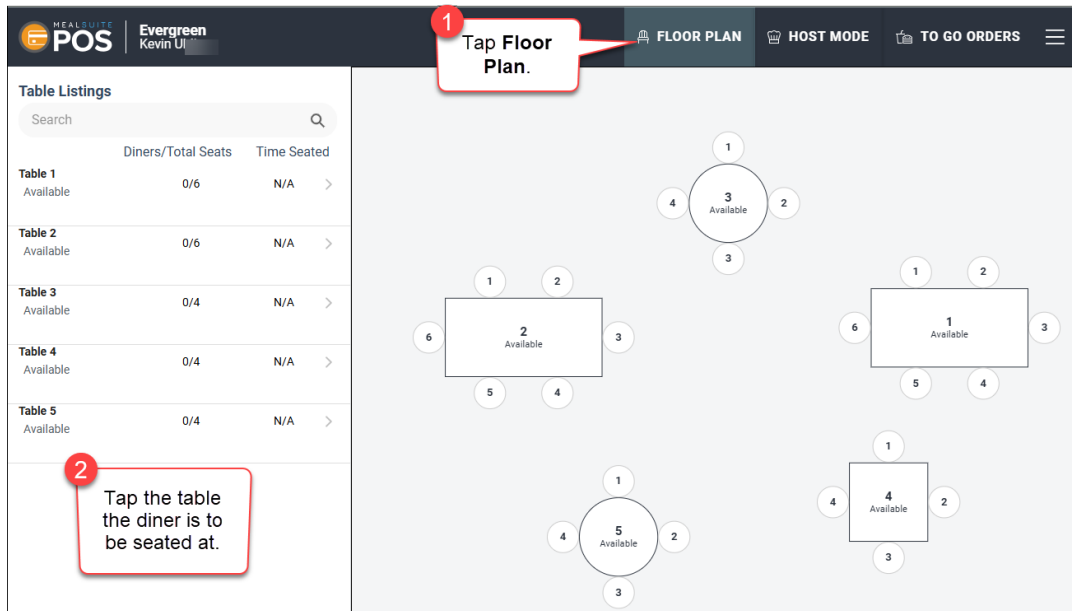 MEALSUITE
POS
Evergreen
Kevin
1
Tap Floor
Plan.
FLOOR PLAN
HOST MODE
TO GO ORDERS
Table Listings
Search
Diners/Total Seats Time Seated
Table 1
Available
0/6 N/A
Table 2
Available
0/6 N/A
Table 3
Available
0/4 N/A
Table 4
Available
0/4 N/A
Table 5
Available
0/4 N/A
2
Tap the table
the diner is to
be seated at.
1
4
3
Available
2
3
1 2
6
2
Available
3
5 4
1 2
6
1
Available
3
5 4
1
4
4
Available
2
3
1
4
5
Available
2
3